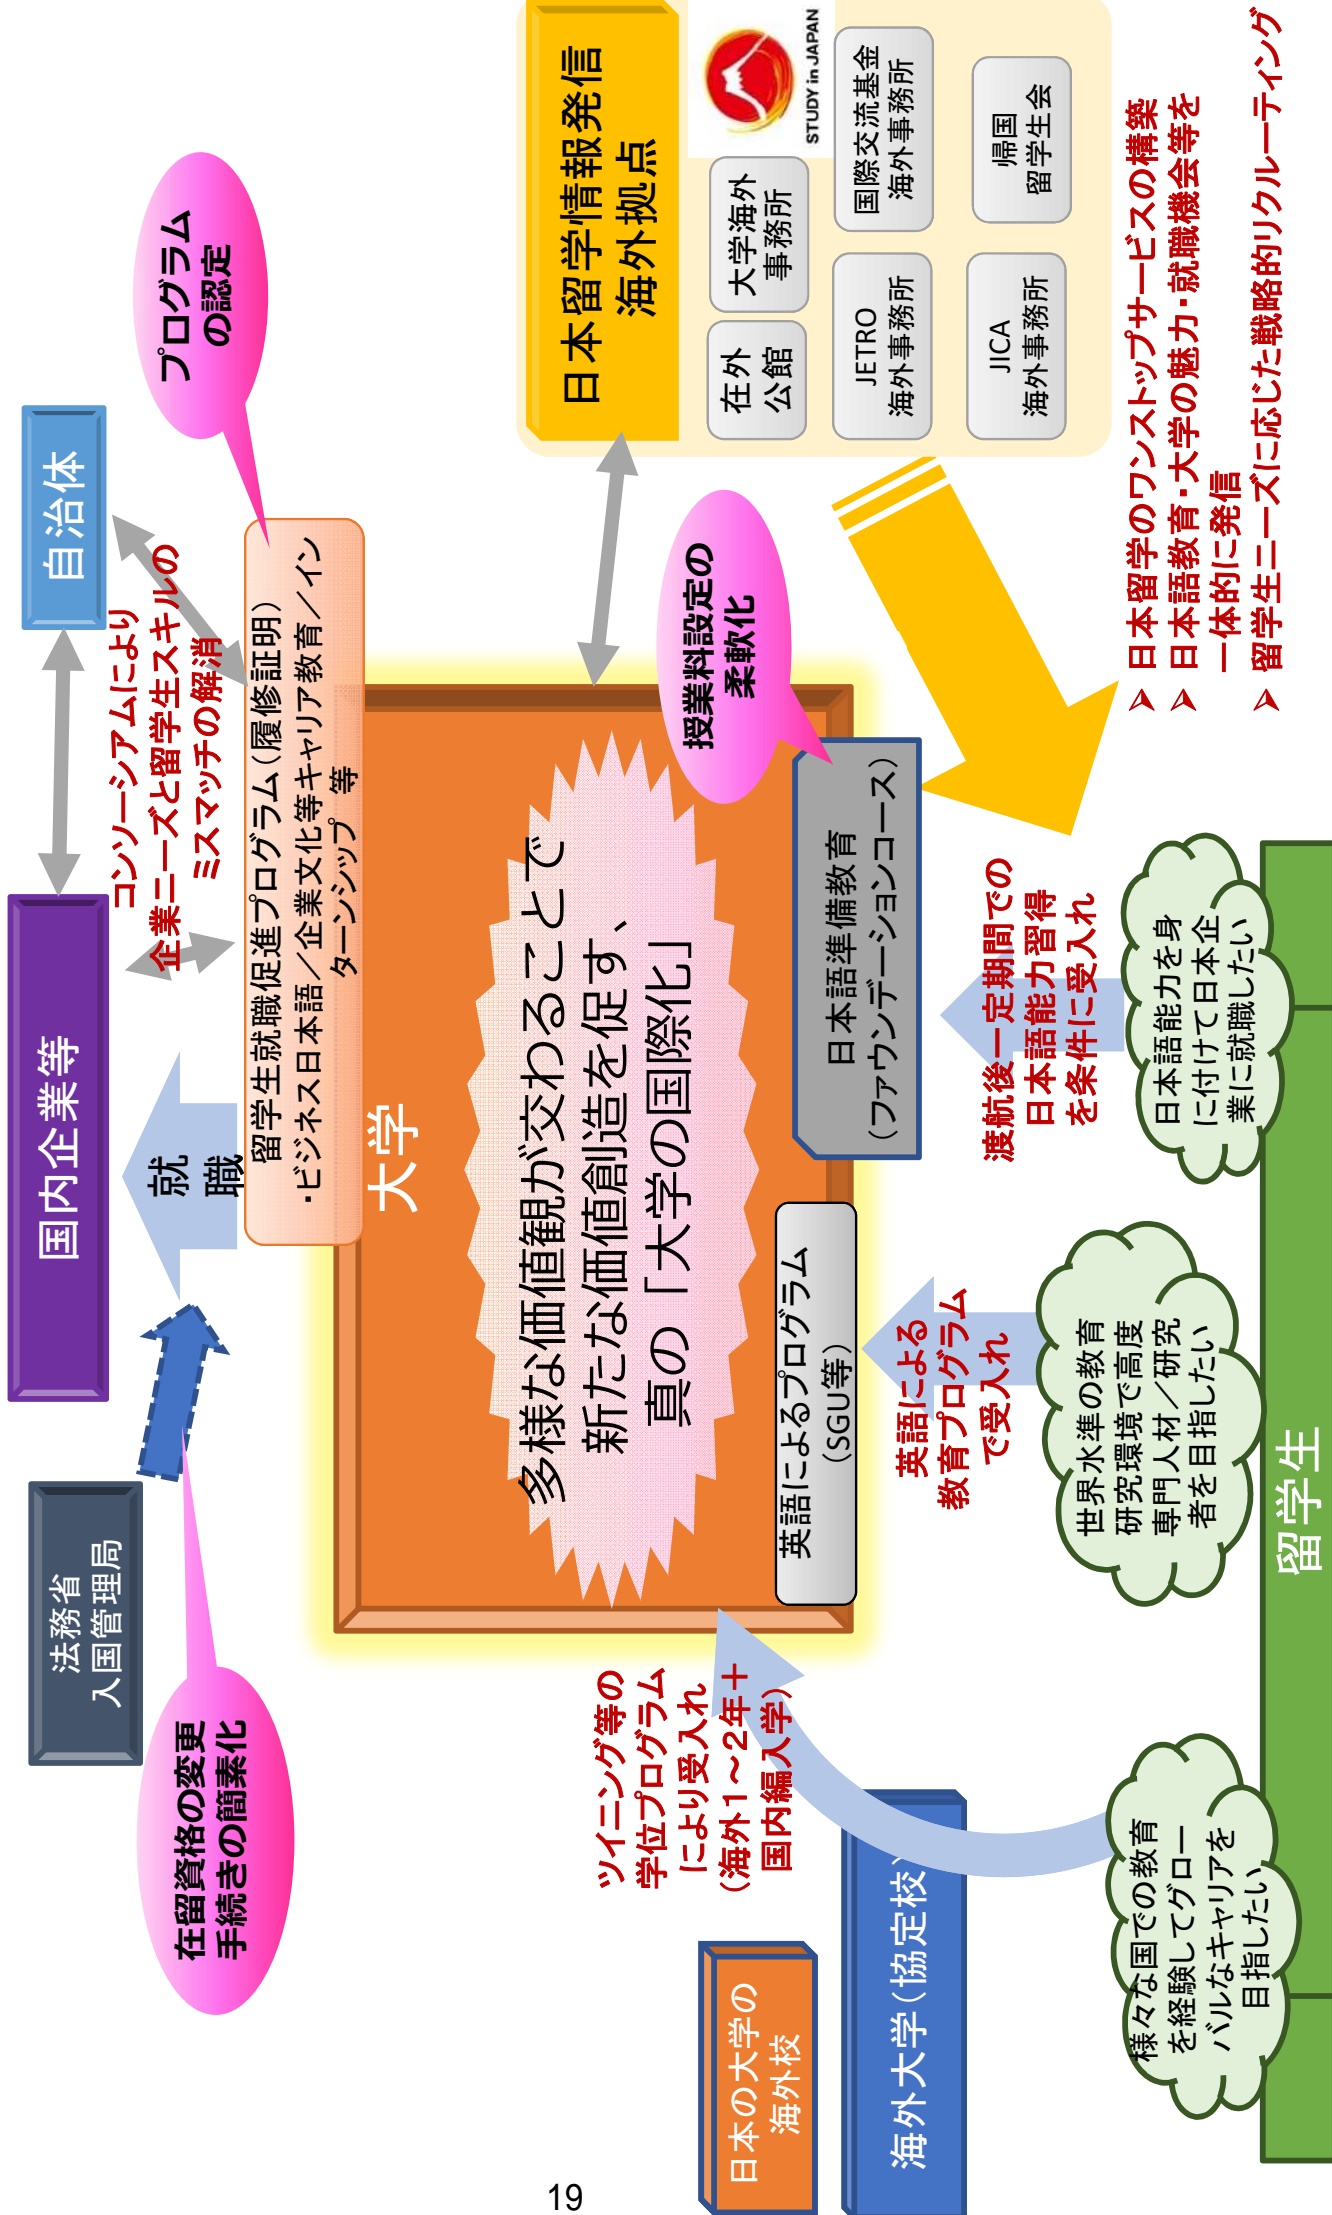 国内企業等
自治体
法務省
入国管理局
在留資格の変更
手続きの簡素化
就
職
コンソーシアムにより
企業ニーズと留学生スキルの
ミスマッチの解消
プログラム
の認定
留学生就職促進プログラム(履修証明)
・ビジネス日本語/企業文化等キャリア教育/イン
ターンシップ 等
大学
多様な価値観が交わることで
新たな価値創造を促す、
真の「大学の国際化」
日本留学情報発信
海外拠点
在外
公館
大学海外
事務所
STUDY in JAPAN
JETRO
海外事務所
国際交流基金
海外事務所
JICA
海外事務所
帰国
留学生会
授業料設定の
柔軟化
英語によるプログラム
(SGU等)
日本語準備教育
(ファウンデーションコース)
ツイニング等の
学位プログラム
により受入れ
(海外1~2年+
国内編入学)
英語による
教育プログラム
で受入れ
渡航後一定期間での
日本語能力習得
を条件に受入れ
➢ 日本留学のワンストップサービスの構築
➢ 日本語教育・大学の魅力・就職機会等を
一体的に発信
➢ 留学生ニーズに応じた戦略的リクルーティング
日本の大学の
海外校
海外大学(協定校)
様々な国での教育
を経験してグロー
バルなキャリアを
目指したい
世界水準の教育
研究環境で高度
専門人材/研究
者を目指したい
日本語能力を身
に付けて日本企
業に就職したい
留学生
19